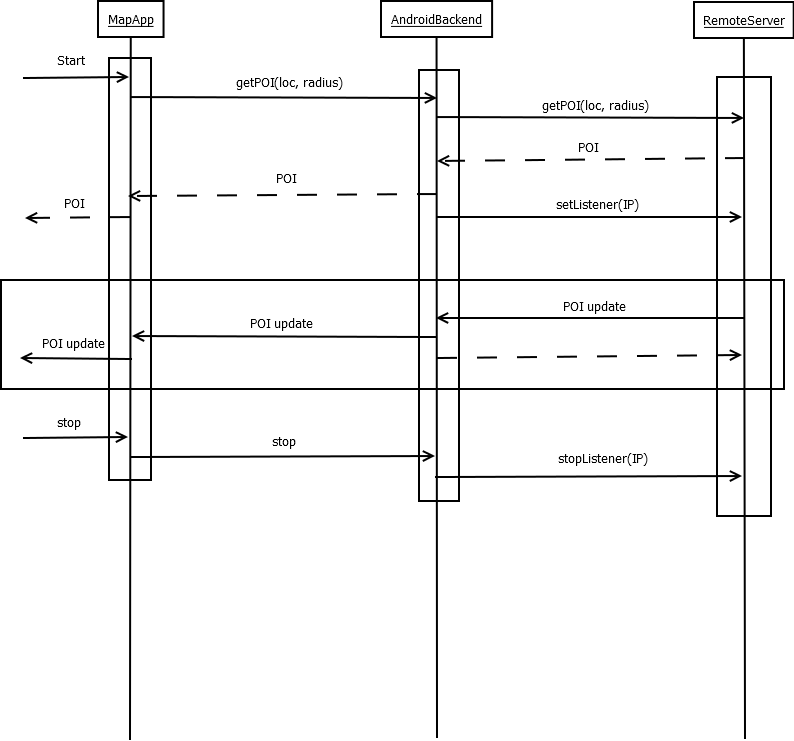 MapApp
AndroidBackend
RemoteServer
Start
getPOI(loc, radius)
getPOI(loc, radius)
POI
POI
POI
setListener(IP)
POI update
POI update
POI update
stop
stop
stopListener(IP)